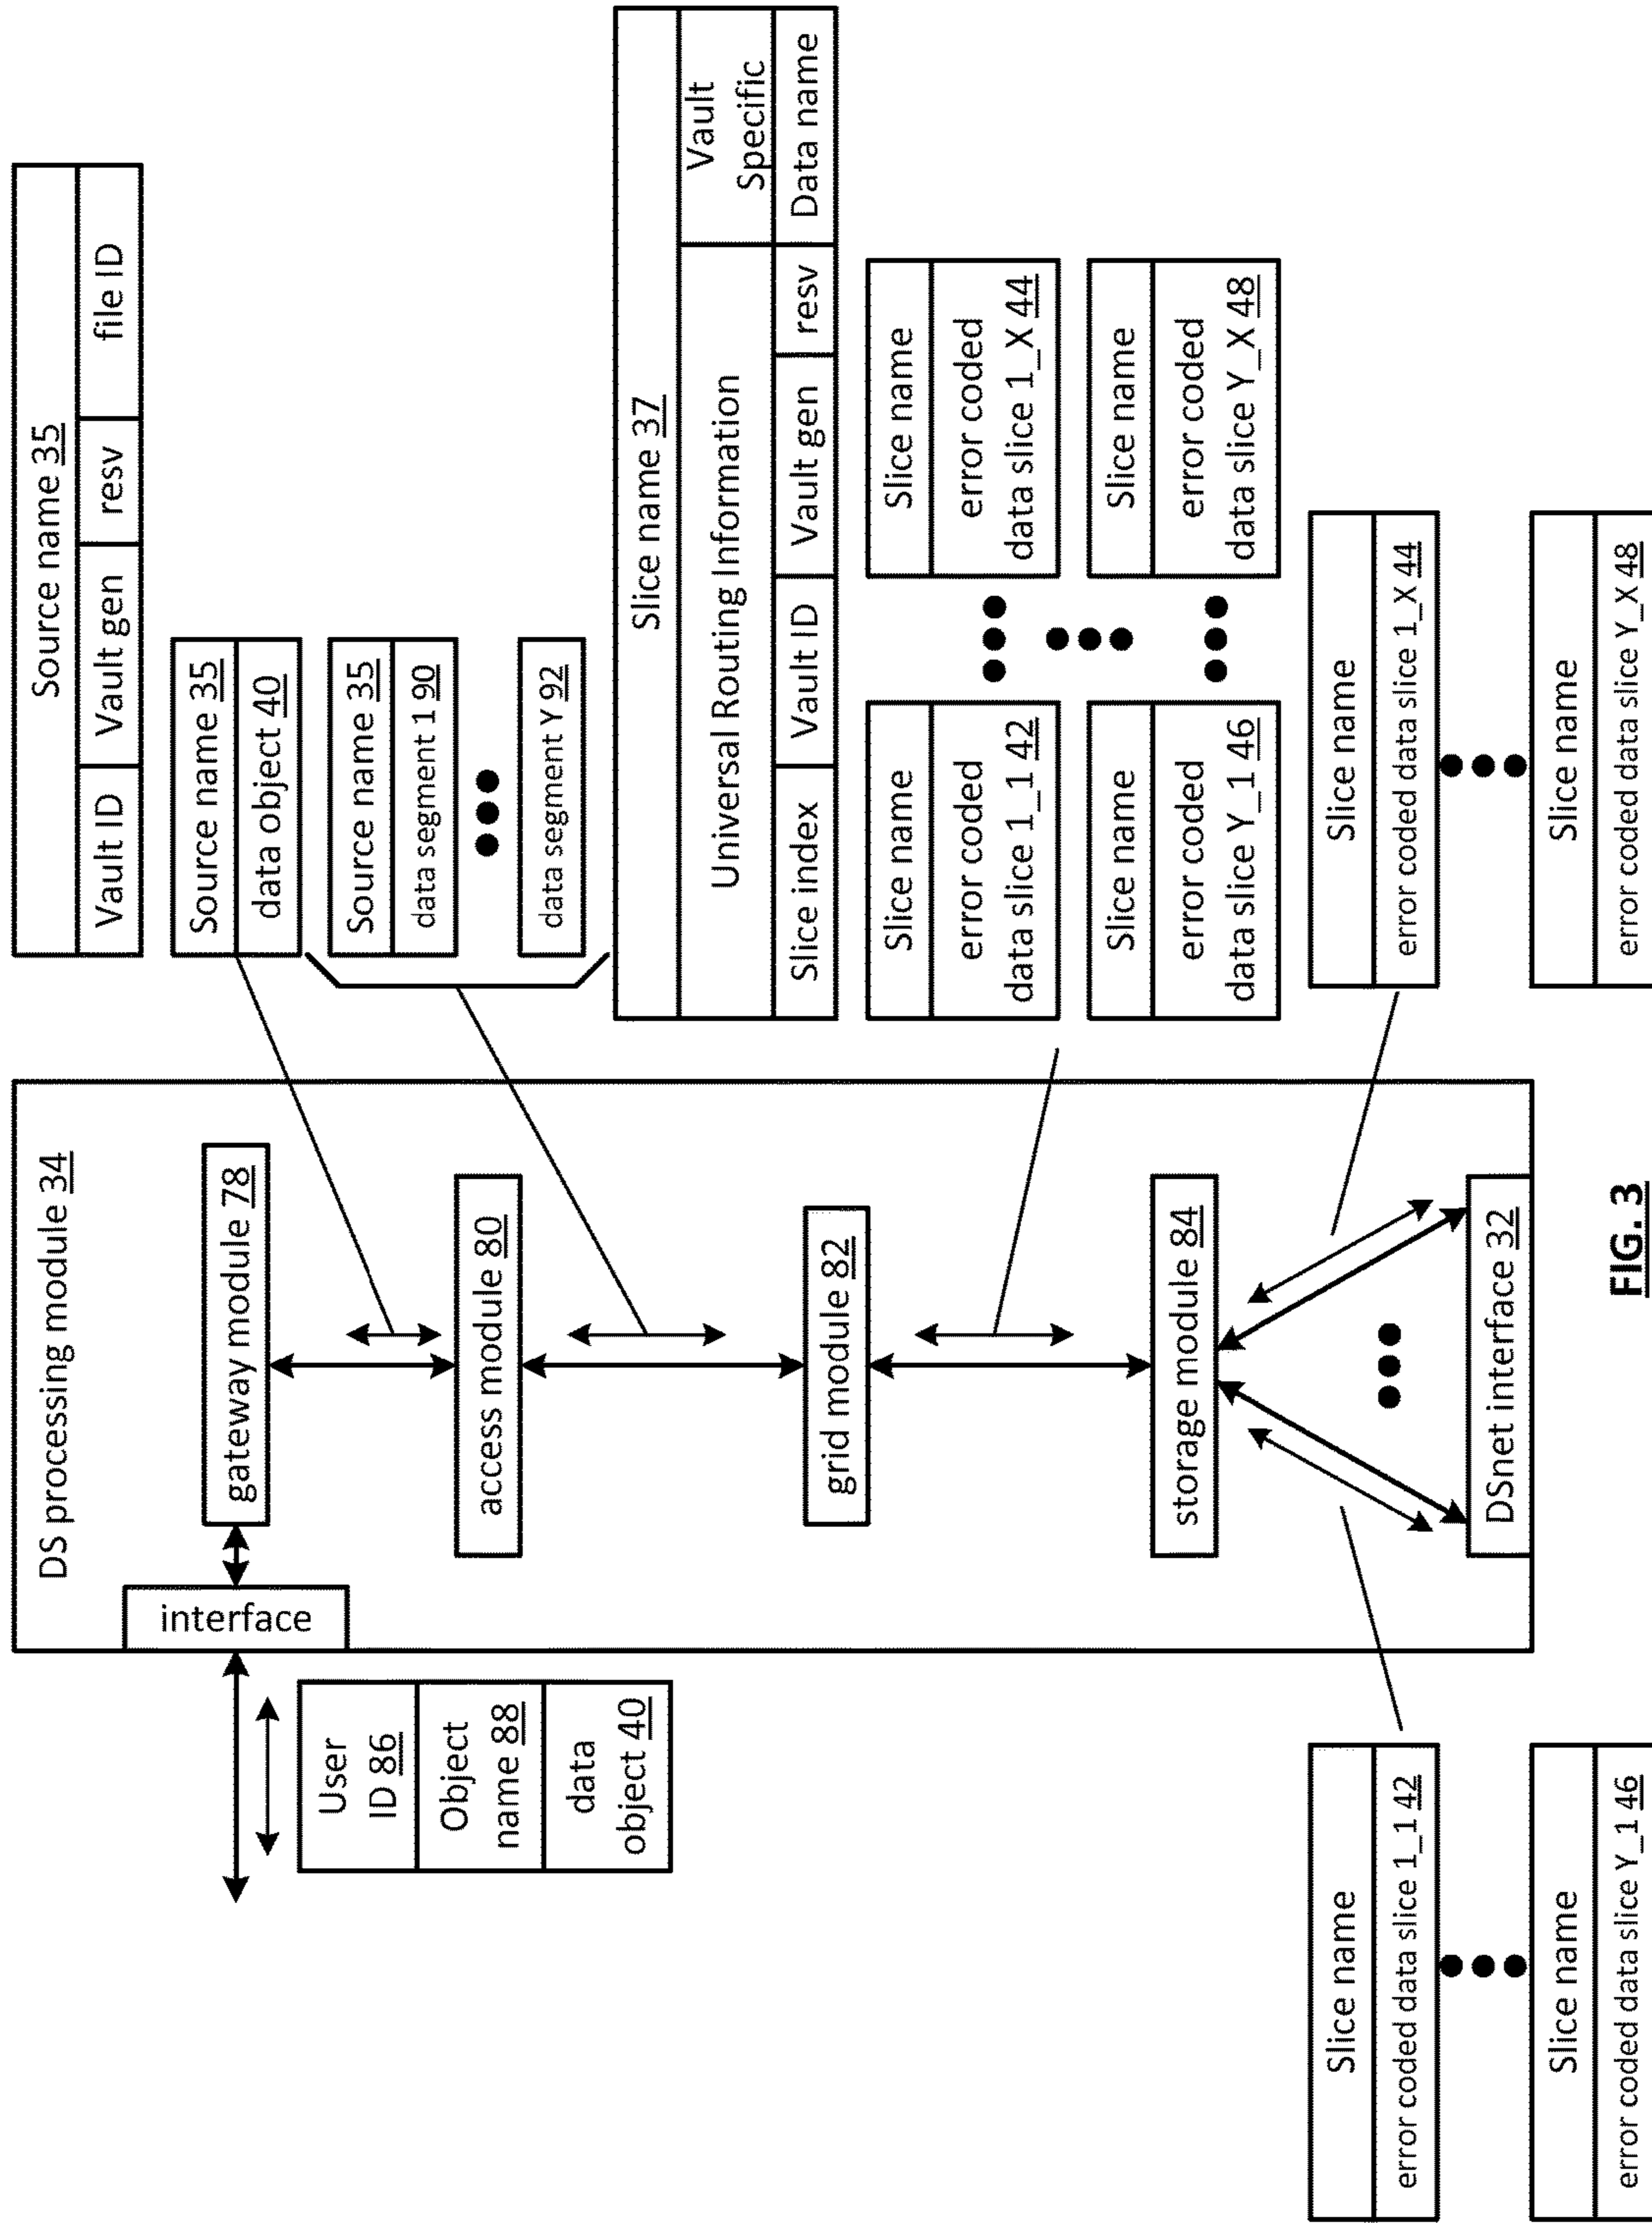 DS processing module 34
interface
gateway module 78
access module 80
grid module 82
storage module 84
DSnet interface 32
User
ID 86
Object
name 88
data
object 40
Source name 35
Vault ID
Vault gen
resv
file ID
Source name 35
data object 40
Source name 35
data segment 1 90
data segment Y 92
Slice name 37
Universal Routing Information
Vault
Specific
Slice index
Vault ID
Vault gen
resv
Data name
Slice name
error coded
data slice 1_1 42
Slice name
error coded
data slice 1_X 44
Slice name
error coded
data slice Y_1 46
Slice name
error coded
data slice Y_X 48
Slice name
error coded data slice 1_1 42
Slice name
error coded data slice Y_1 46
Slice name
error coded data slice 1_X 44
Slice name
error coded data slice Y_X 48
FIG. 3